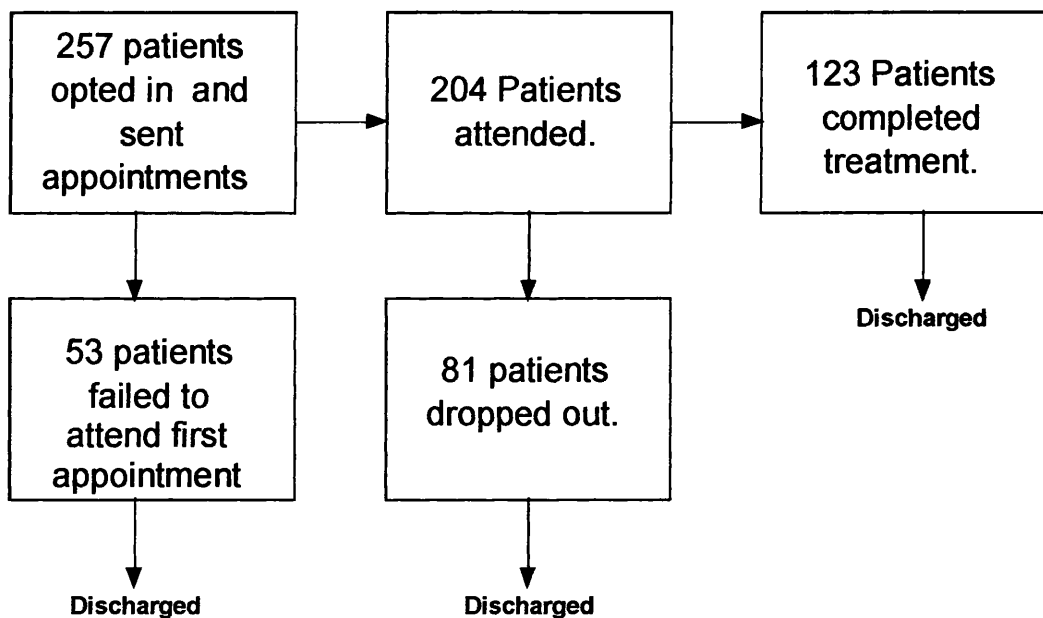 257 patients
opted in and
sent
appointments
204 Patients
attended.
123 Patients
completed
treatment.
53 patients
failed to
attend first
appointment
81 patients
dropped out.
Discharged
Discharged
Discharged